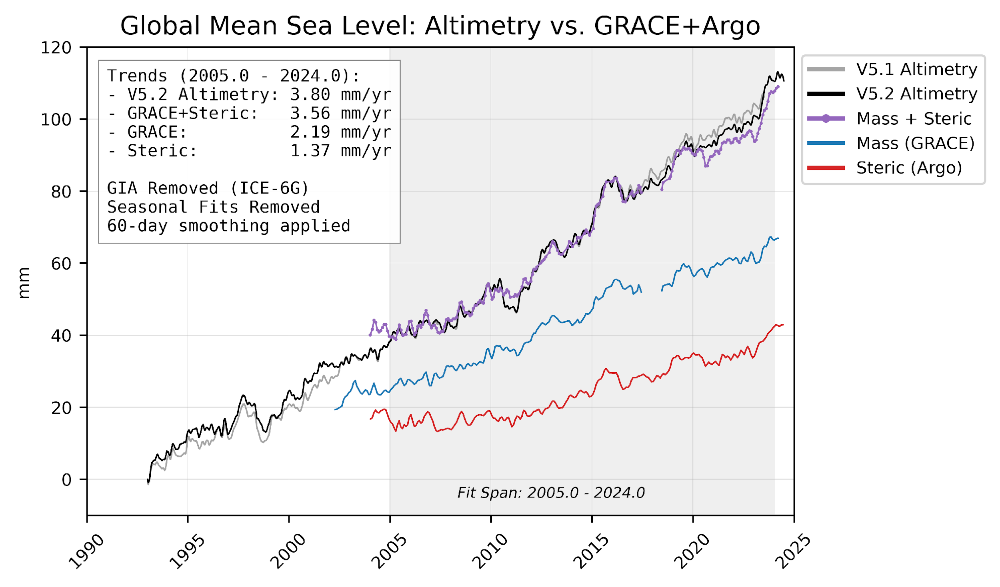 Global Mean Sea Level: Altimetry vs. GRACE+Argo
120
100
80
60
40
20
0
mm
Trends (2005.0 - 2024.0):
- V5.2 Altimetry: 3.80 mm/yr
- GRACE+Steric: 3.56 mm/yr
- GRACE: 2.19 mm/yr
- Steric: 1.37 mm/yr
GIA Removed (ICE-6G)
Seasonal Fits Removed
60-day smoothing applied
V5.1 Altimetry
V5.2 Altimetry
Mass + Steric
Mass (GRACE)
Steric (Argo)
Fit Span: 2005.0 - 2024.0
1990 1995 2000 2005 2010 2015 2020 2025